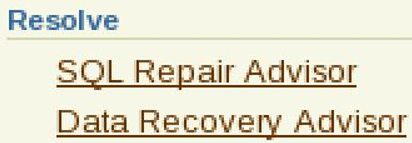 Resolve
SQL Repair Advisor
Data Recovery Advisor